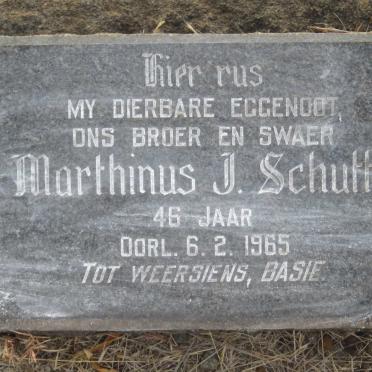 Hier rus
MY DIERBARE EGGENOOT,
ONS BROER EN SWAER
Marthinus J.
46 JAAR
OORL. 6. 2. 1965
TOT WEERSIENS, BASIE.